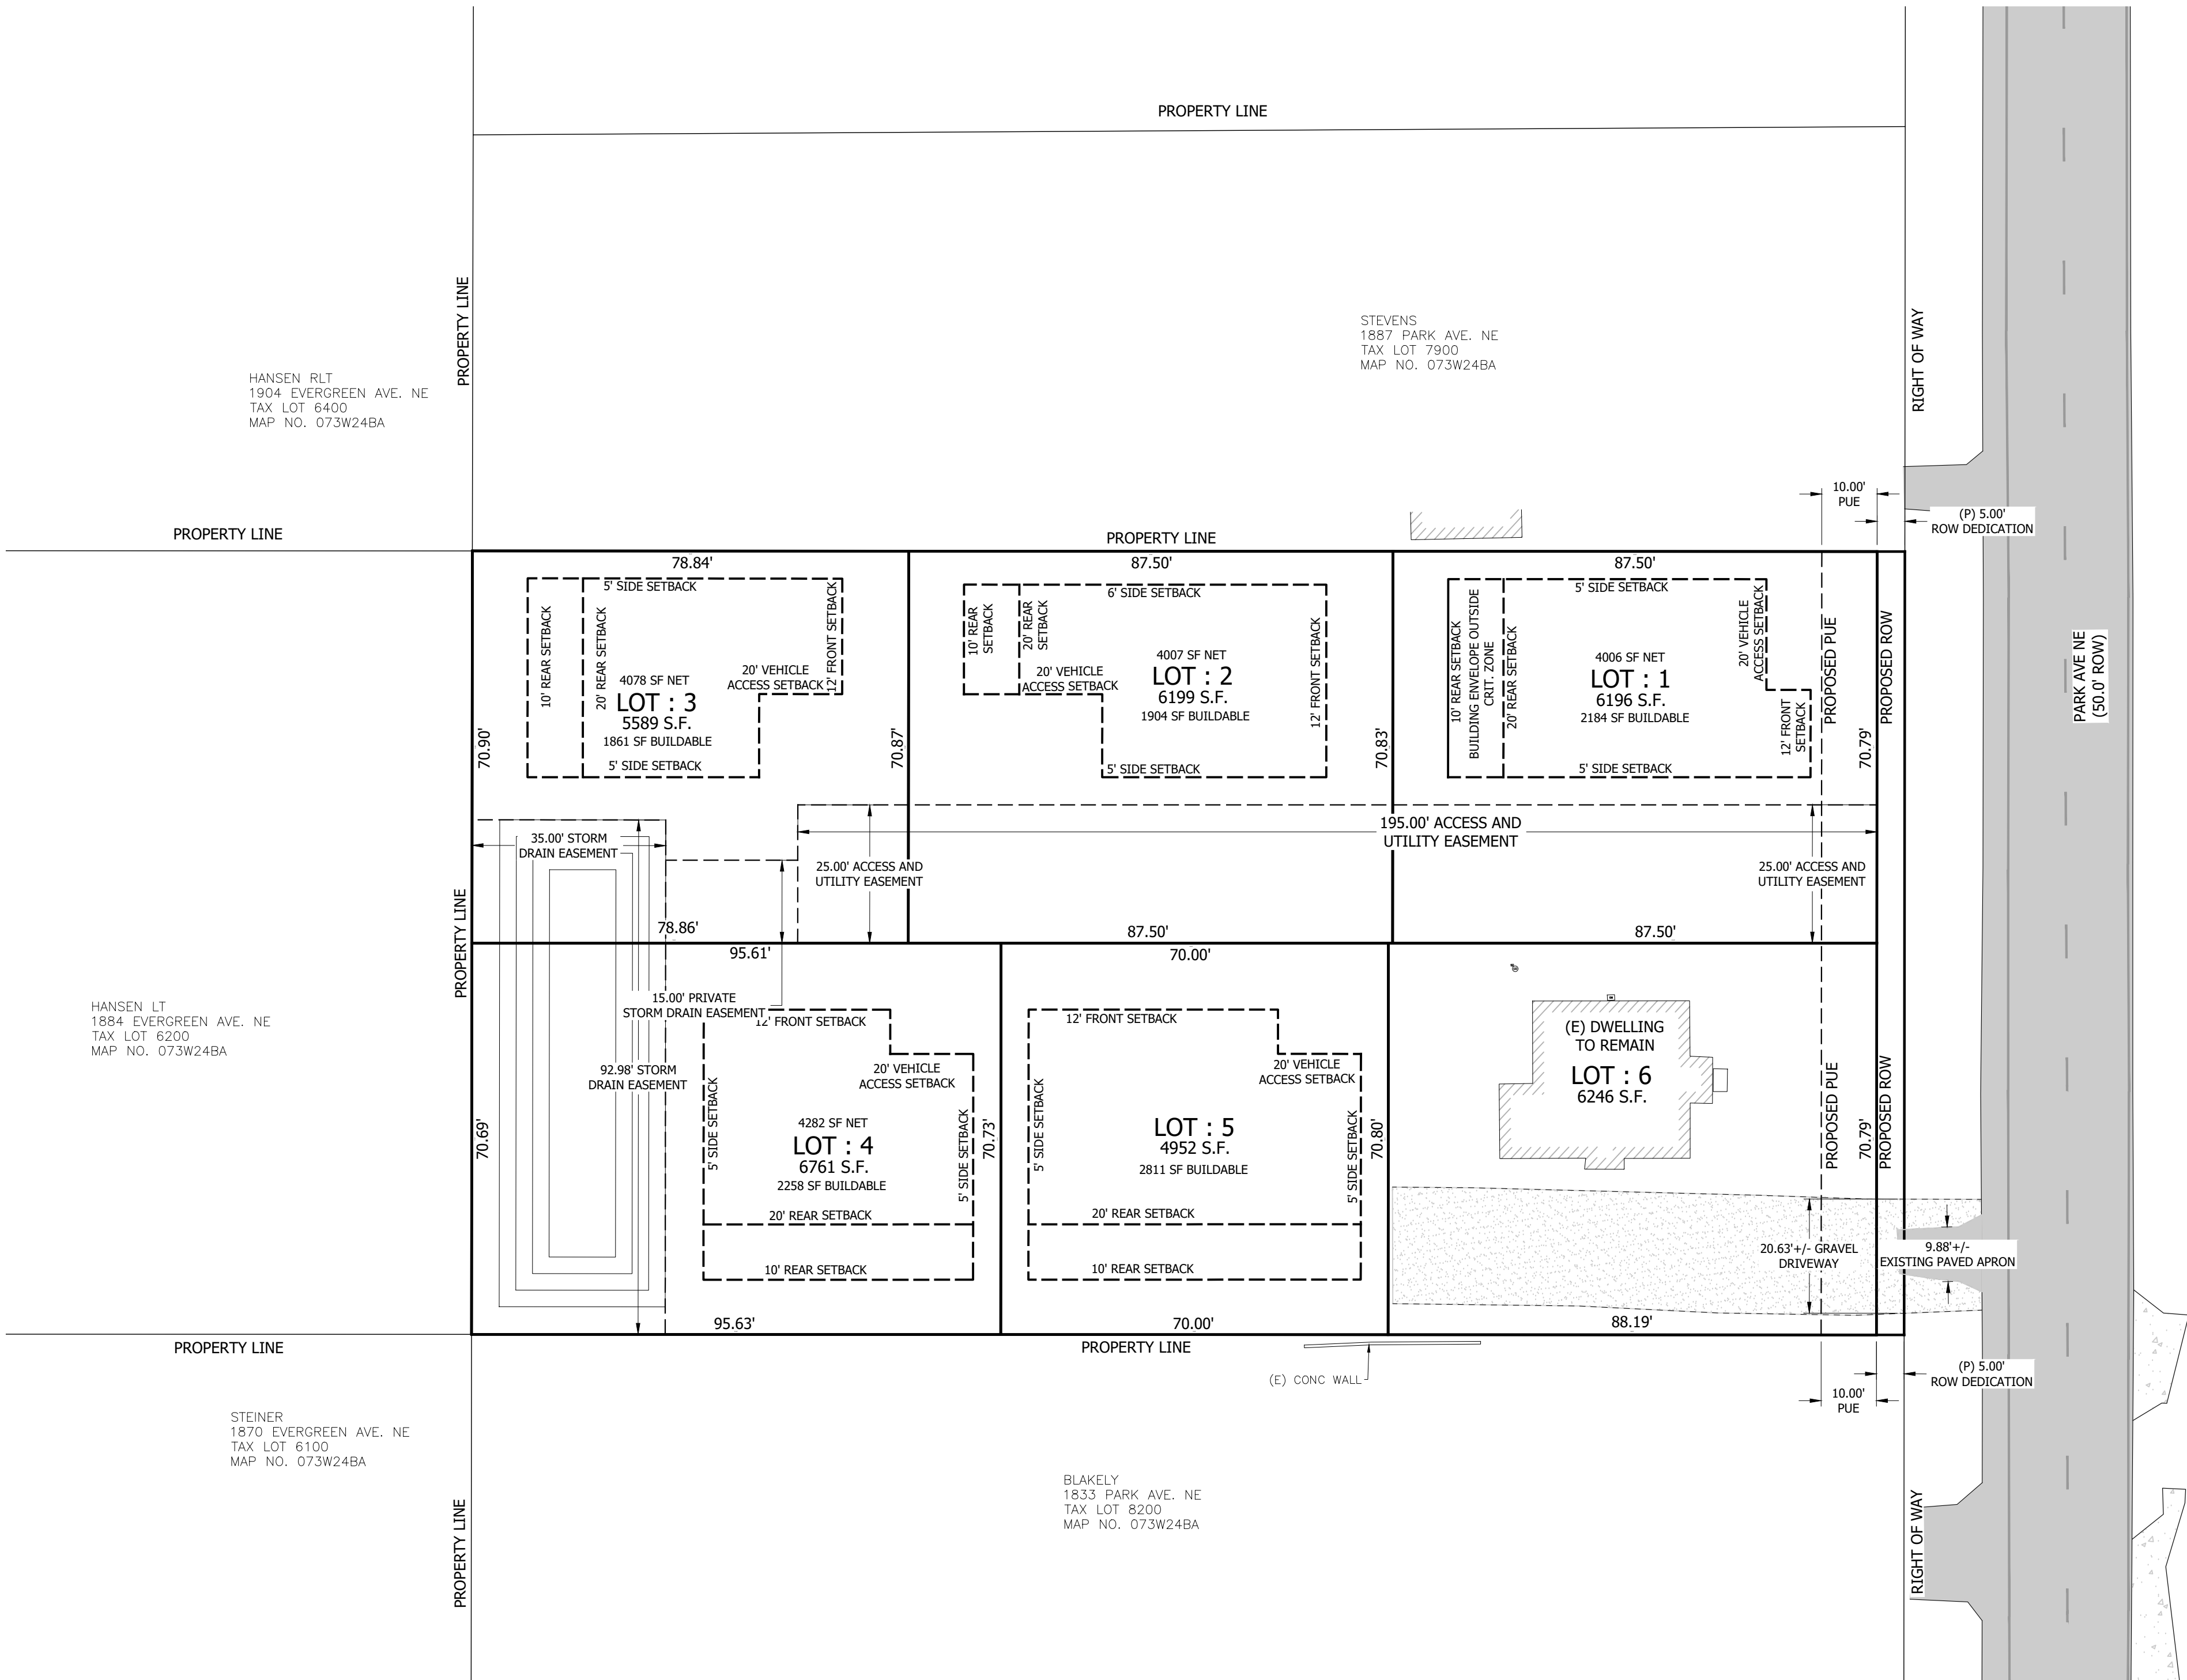 PROPERTY LINE
PROPERTY LINE
STEVENS
1887 PARK AVE. NE
TAX LOT 7900
MAP NO. 073W24BA
RIGHT OF WAY
HANSEN RLT
1904 EVERGREEN AVE. NE
TAX LOT 6400
MAP NO. 073W24BA
10.00'
PUE
(P) 5.00'
ROW DEDICATION
PROPERTY LINE
PROPERTY LINE
78.84'
87.50'
87.50'
5' SIDE SETBACK
10' REAR SETBACK
20' REAR SETBACK
12' FRONT SETBACK
4078 SF NET
LOT : 3
5589 S.F.
1861 SF BUILDABLE
20' VEHICLE
ACCESS SETBACK
5' SIDE SETBACK
70.90'
70.87'
6' SIDE SETBACK
10' REAR
SETBACK
20' REAR
SETBACK
20' VEHICLE
ACCESS SETBACK
4007 SF NET
LOT : 2
6199 S.F.
1904 SF BUILDABLE
12' FRONT SETBACK
5' SIDE SETBACK
70.83'
5' SIDE SETBACK
10' REAR SETBACK
BUILDING ENVELOPE OUTSIDE
CRIT. ZONE
20' REAR SETBACK
4006 SF NET
LOT : 1
6196 S.F.
2184 SF BUILDABLE
20' VEHICLE
ACCESS SETBACK
12' FRONT
SETBACK
5' SIDE SETBACK
PROPOSED PUE
70.79'
PROPOSED ROW
PARK AVE NE
(50.0' ROW)
35.00' STORM
DRAIN EASEMENT
25.00' ACCESS AND
UTILITY EASEMENT
195.00' ACCESS AND
UTILITY EASEMENT
25.00' ACCESS AND
UTILITY EASEMENT
PROPERTY LINE
78.86'
87.50'
87.50'
95.61'
70.00'
15.00' PRIVATE
STORM DRAIN EASEMENT
HANSEN LT
1884 EVERGREEN AVE. NE
TAX LOT 6200
MAP NO. 073W24BA
92.98' STORM
DRAIN EASEMENT
70.69'
12' FRONT SETBACK
20' VEHICLE
ACCESS SETBACK
5' SIDE SETBACK
4282 SF NET
LOT : 4
6761 S.F.
2258 SF BUILDABLE
5' SIDE SETBACK
70.73'
20' REAR SETBACK
10' REAR SETBACK
12' FRONT SETBACK
20' VEHICLE
ACCESS SETBACK
5' SIDE SETBACK
LOT : 5
4952 S.F.
2811 SF BUILDABLE
5' SIDE SETBACK
70.80'
20' REAR SETBACK
10' REAR SETBACK
(E) DWELLING
TO REMAIN
LOT : 6
6246 S.F.
PROPOSED PUE
70.79'
PROPOSED ROW
20.63'+/- GRAVEL
DRIVEWAY
9.88'+/-
EXISTING PAVED APRON
95.63'
70.00'
88.19'
PROPERTY LINE
PROPERTY LINE
(E) CONC WALL
10.00'
PUE
(P) 5.00'
ROW DEDICATION
STEINER
1870 EVERGREEN AVE. NE
TAX LOT 6100
MAP NO. 073W24BA
PROPERTY LINE
BLAKELY
1833 PARK AVE. NE
TAX LOT 8200
MAP NO. 073W24BA
RIGHT OF WAY